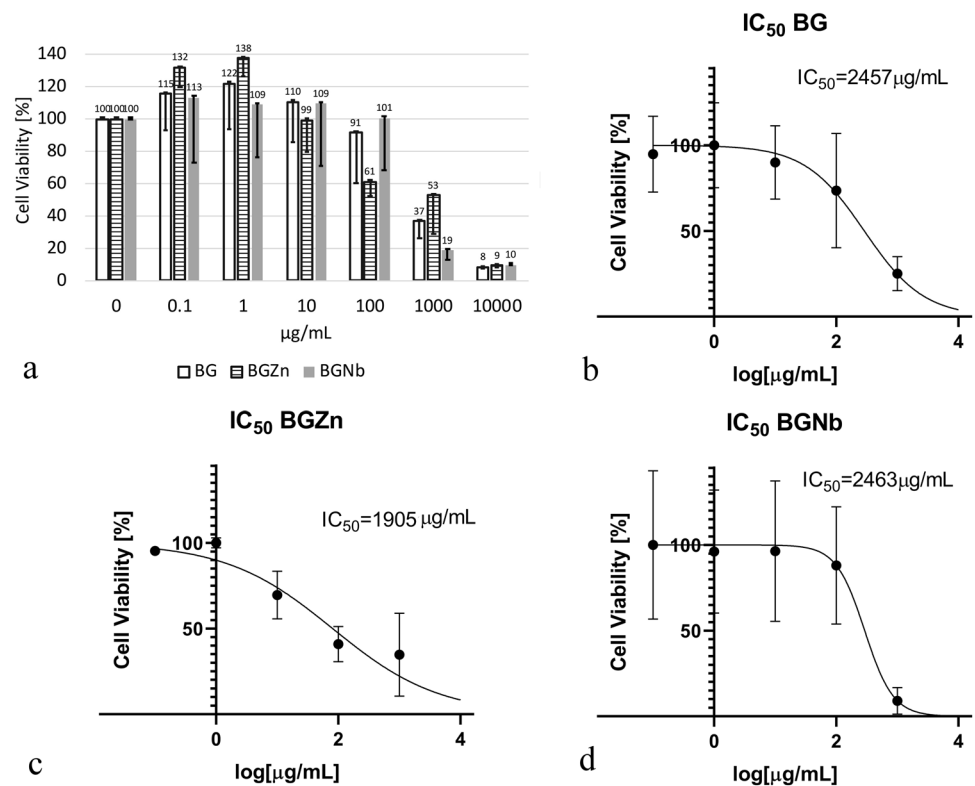 Cell Viability [%]
140
120
100
80
60
40
20
0
100 100 100
115 132 113
122 138 109
110 99 109
91 61 101
37 53 19
8 9 10
0 0.1 1 10 100 1000 10000
µg/mL
BG BGZn BGNb
a
IC50 BG
IC50=2457µg/mL
Cell Viability [%]
100
50
0 2 4
log[µg/mL]
b
IC50 BGZn
IC50=1905 µg/mL
Cell Viability [%]
100
50
0 2 4
log[µg/mL]
c
IC50 BGNb
IC50=2463µg/mL
Cell Viability [%]
100
50
0 2 4
log[µg/mL]
d